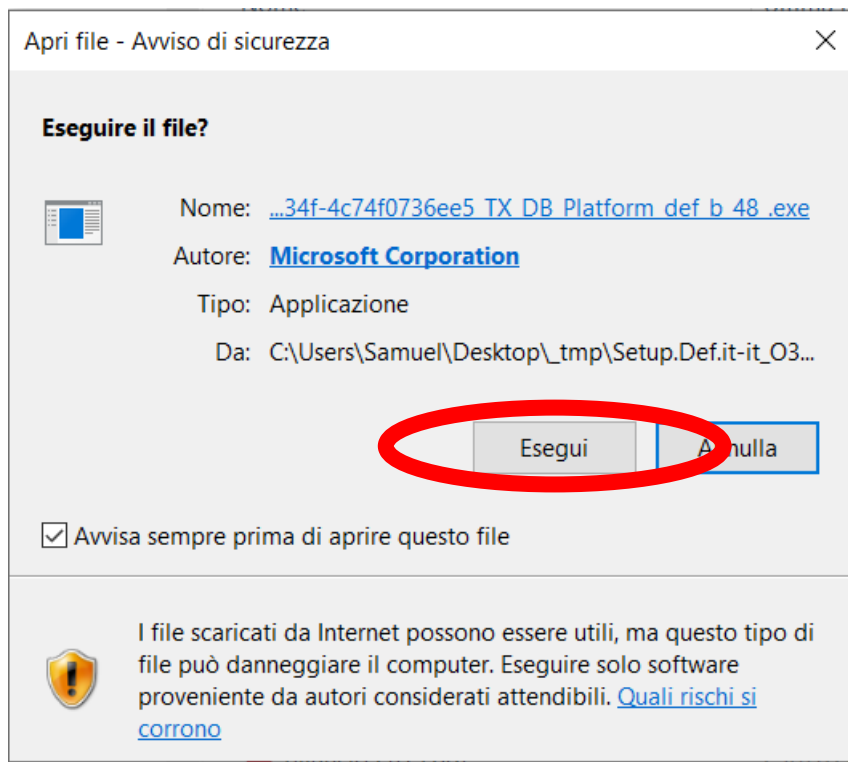 Apri file - Avviso di sicurezza
Eseguire il file?
Nome: ...34f-4c74f0736ee5_TX_DB_Platform_def_b_48_.exe
Autore: Microsoft Corporation
Tipo: Applicazione
Da: C:\Users\Samuel\Desktop\_tmp\Setup.Def.it-it_O3...
Esegui Annulla
Avvisa sempre prima di aprire questo file
I file scaricati da Internet possono essere utili, ma questo tipo di
file può danneggiare il computer. Eseguire solo software
proveniente da autori considerati attendibili. Quali rischi si
corrono